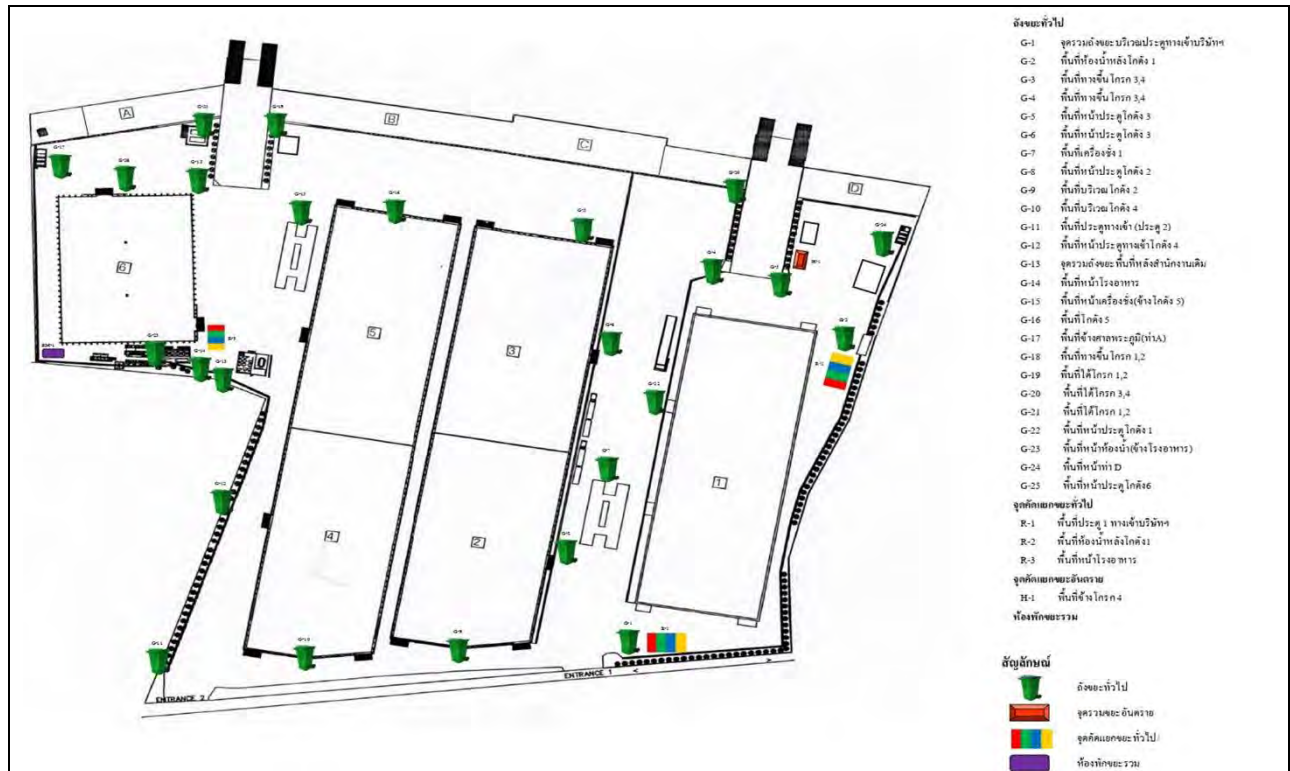 A
B
C
D
6
5
3
4
2
1
G-17
G-16
G-15
G-14
G-12
G-11
G-10
G-9
G-1
ENTRANCE 1
ENTRANCE 2
ถังขยะทั่วไป
G-1 จุดรวมถังขยะบริเวณประตูทางเข้าบริษัทฯ
G-2 พื้นที่ห้องน้ำหลังโกดัง 1
G-3 พื้นที่ทางขึ้นโกรก 3,4
G-4 พื้นที่ทางขึ้นโกรก 3,4
G-5 พื้นที่หน้าประตูโกดัง 3
G-6 พื้นที่หน้าประตูโกดัง 3
G-7 พื้นที่เครื่องชั่ง 1
G-8 พื้นที่หน้าประตูโกดัง 2
G-9 พื้นที่บริเวณโกดัง 2
G-10 พื้นที่บริเวณโกดัง 4
G-11 พื้นที่ประตูทางเข้า (ประตู 2)
G-12 พื้นที่หน้าประตูทางเข้าโกดัง 4
G-13 จุดรวมถังขยะพื้นที่หลังสำนักงานเดิม
G-14 พื้นที่หน้าโรงอาหาร
G-15 พื้นที่หน้าเครื่องชั่ง(ข้างโกดัง 5)
G-16 พื้นที่โกดัง 5
G-17 พื้นที่ข้างศาลพระภูมิ(ท่าA)
G-18 พื้นที่ทางขึ้นโกรก 1,2
G-19 พื้นที่ใต้โกรก 1,2
G-20 พื้นที่ใต้โกรก 3,4
G-21 พื้นที่ใต้โกรก 1,2
G-22 พื้นที่หน้าประตูโกดัง 1
G-23 พื้นที่หน้าห้องน้ำ(ข้างโรงอาหาร)
G-24 พื้นที่หน้าท่า D
G-25 พื้นที่หน้าประตูโกดัง6
จุดคัดแยกขยะทั่วไป
R-1 พื้นที่ประตู 1 ทางเข้าบริษัทฯ
R-2 พื้นที่ห้องน้ำหลังโกดัง1
R-3 พื้นที่หน้าโรงอาหาร
จุดคัดแยกขยะอันตราย
H-1 พื้นที่ข้างโกรก 4
ห้องพักขยะรวม
สัญลักษณ์
ถังขยะทั่วไป
จุดรวมขยะอันตราย
จุดคัดแยกขยะทั่วไป
ห้องพักขยะรวม